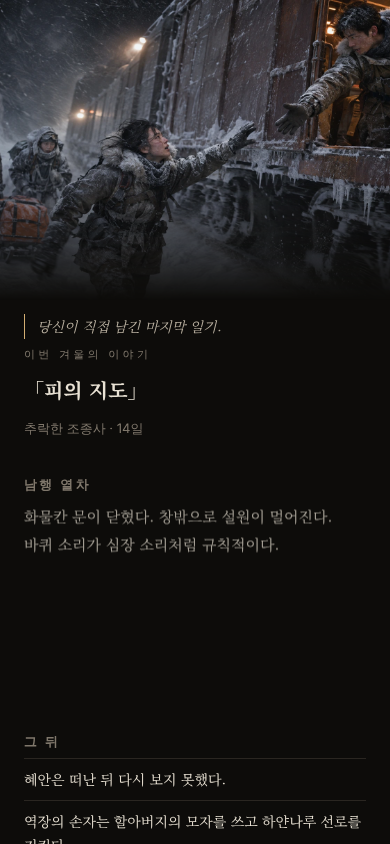 당신이 직접 남긴 마지막 일기.
이번 겨울의 이야기
「피의 지도」
추락한 조종사 · 14일
남행 열차
화물칸 문이 닫혔다. 창밖으로 설원이 멀어진다.
바퀴 소리가 심장 소리처럼 규칙적이다.
그 뒤
혜안은 떠난 뒤 다시 보지 못했다.
역장의 손자는 할아버지의 모자를 쓰고 하얀나루 선로를